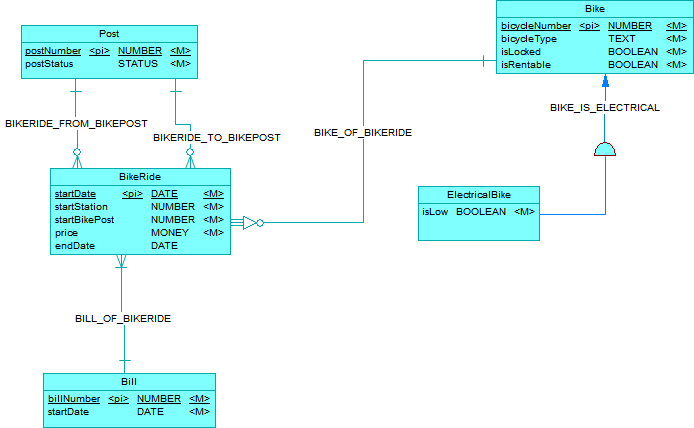 Post
postNumber <pi> NUMBER <M>
postStatus STATUS <M>
Bike
bicycleNumber <pi> NUMBER <M>
bicycleType TEXT <M>
isLocked BOOLEAN <M>
isRentable BOOLEAN <M>
BIKE_IS_ELECTRICAL
BIKERIDE_FROM_BIKEPOST
BIKERIDE_TO_BIKEPOST
BIKE_OF_BIKERIDE
BikeRide
startDate <pi> DATE <M>
startStation NUMBER <M>
startBikePost NUMBER <M>
price MONEY <M>
endDate DATE
ElectricalBike
isLow BOOLEAN <M>
BILL_OF_BIKERIDE
Bill
billNumber <pi> NUMBER <M>
startDate DATE <M>